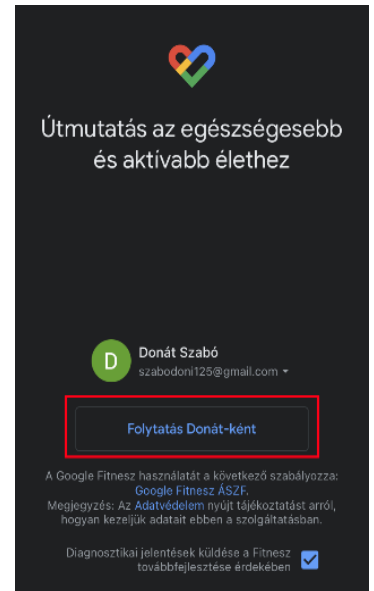 Útmutatás az egészségesebb
és aktívabb élethez
D
Donát Szabó
szabodoni125@gmail.com
Folytatás Donát-ként
A Google Fitnesz használatát a következő szabályozza:
Google Fitnesz ÁSZF.
Megjegyzés: Az Adatvédelem nyújt tájékoztatást arról,
hogyan kezeljük adatait ebben a szolgáltatásban.
Diagnosztikai jelentések küldése a Fitnesz
továbbfejlesztése érdekében